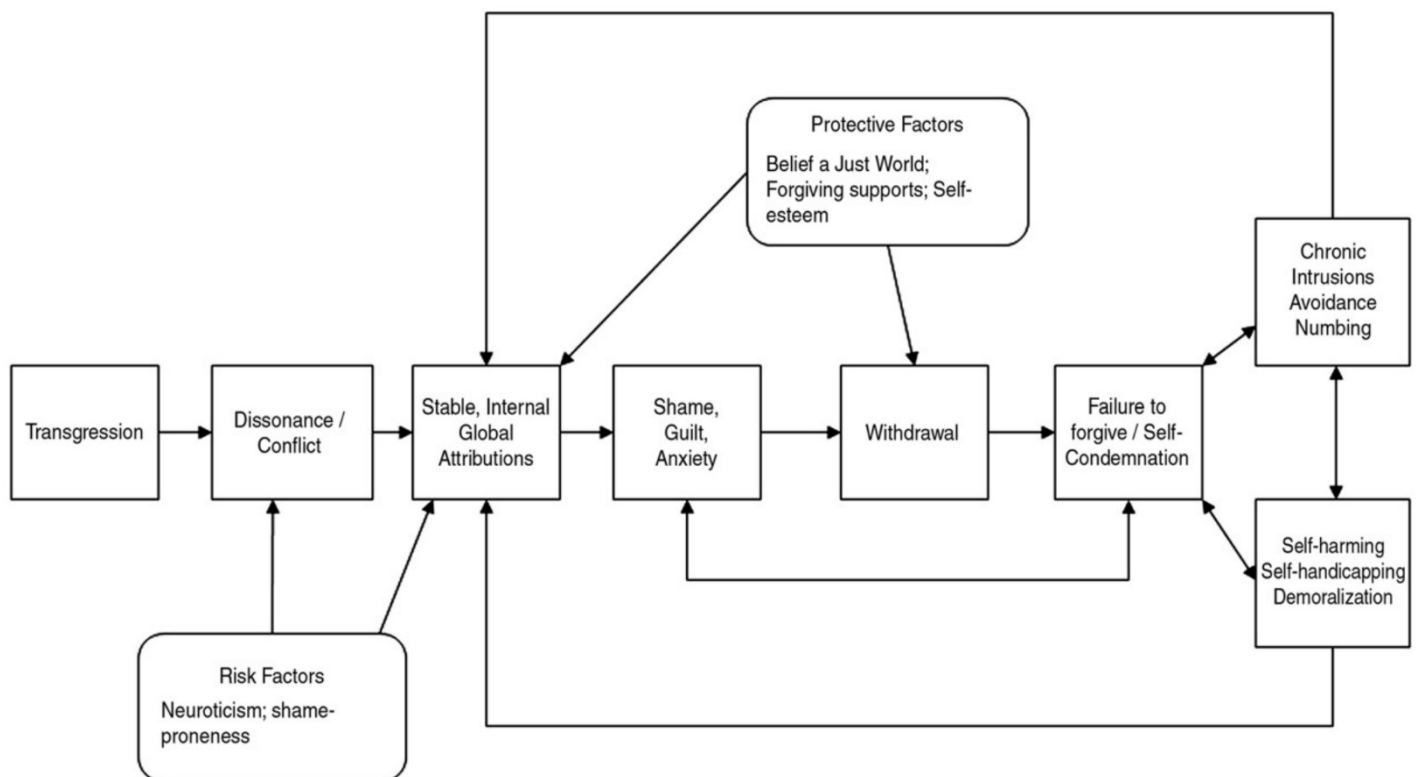 Protective Factors
Belief a Just World;
Forgiving supports; Self-
esteem
Chronic
Intrusions
Avoidance
Numbing
Transgression
Dissonance /
Conflict
Stable, Internal
Global
Attributions
Shame,
Guilt,
Anxiety
Withdrawal
Failure to
forgive / Self-
Condemnation
Self-harming
Self-handicapping
Demoralization
Risk Factors
Neuroticism; shame-
proneness